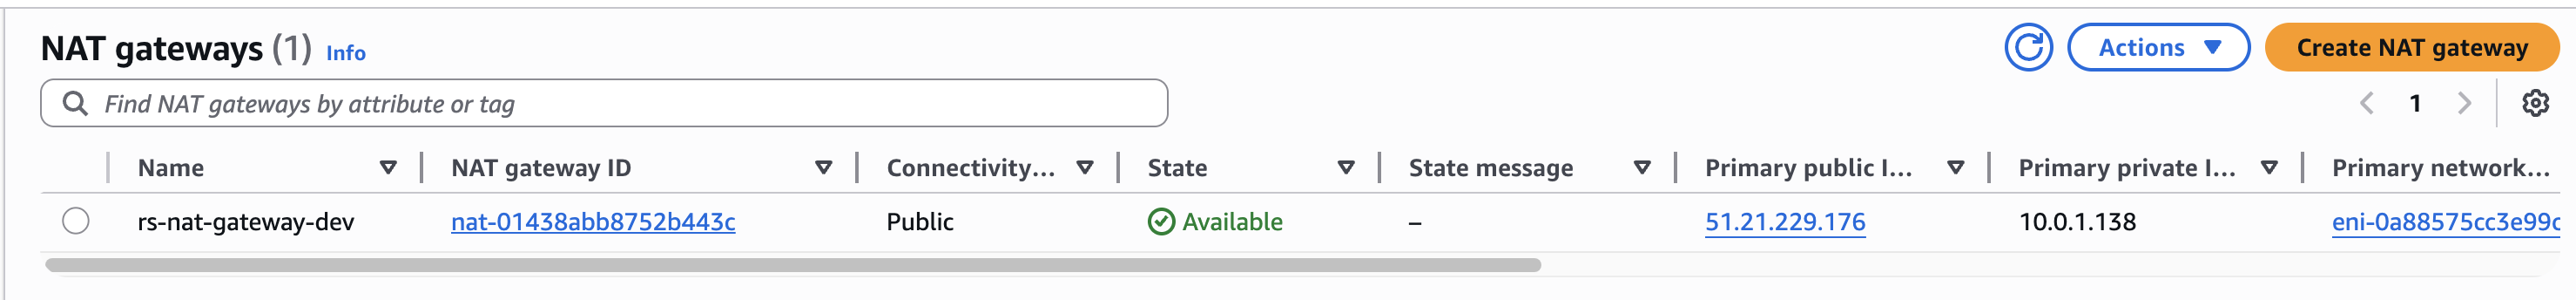 NAT gateways (1) Info
Actions
Create NAT gateway
Find NAT gateways by attribute or tag
1
Name NAT gateway ID Connectivity... State State message Primary public I... Primary private I... Primary network...
rs-nat-gateway-dev nat-01438abb8752b443c Public Available – 51.21.229.176 10.0.1.138 eni-0a88575cc3e99c